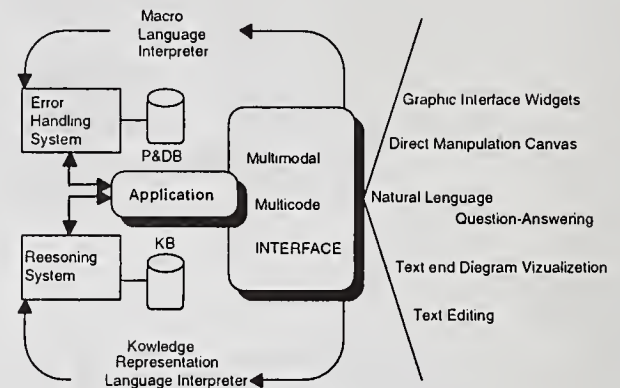 Macro
Language
Interpreter
Error
Handling
System
P&DB
Application
KB
Reesoning
System
Kowledge
Representation
Language Interpreter
Multimodal
Multicode
INTERFACE
Graphic Interface Widgets
Direct Manipulation Canvas
Natural Lenguage
Question-Answering
Text end Diegram Vizualizetion
Text Editing